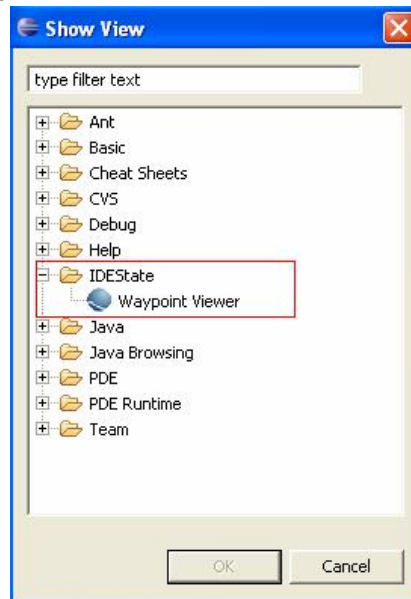 Show View
type filter text
Ant
Basic
Cheat Sheets
CVS
Debug
Help
IDEState
Waypoint Viewer
Java
Java Browsing
PDE
PDE Runtime
Team
OK
Cancel